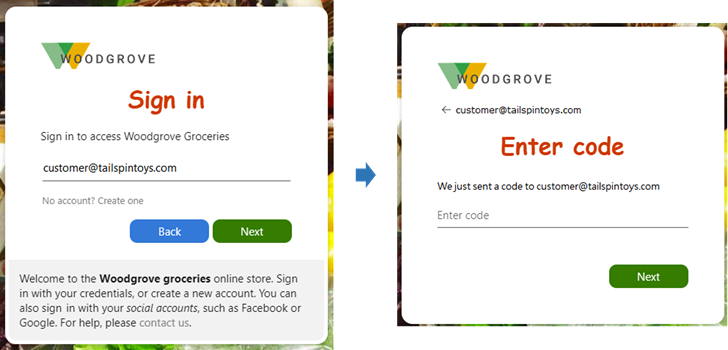 WOODGROVE
Sign in
Sign in to access Woodgrove Groceries
customer@tailspintoys.com
No account? Create one
Back
Next
Welcome to the Woodgrove groceries online store. Sign
in with your credentials, or create a new account. You can
also sign in with your social accounts, such as Facebook or
Google. For help, please contact us.
WOODGROVE
← customer@tailspintoys.com
Enter code
We just sent a code to customer@tailspintoys.com
Enter code
Next